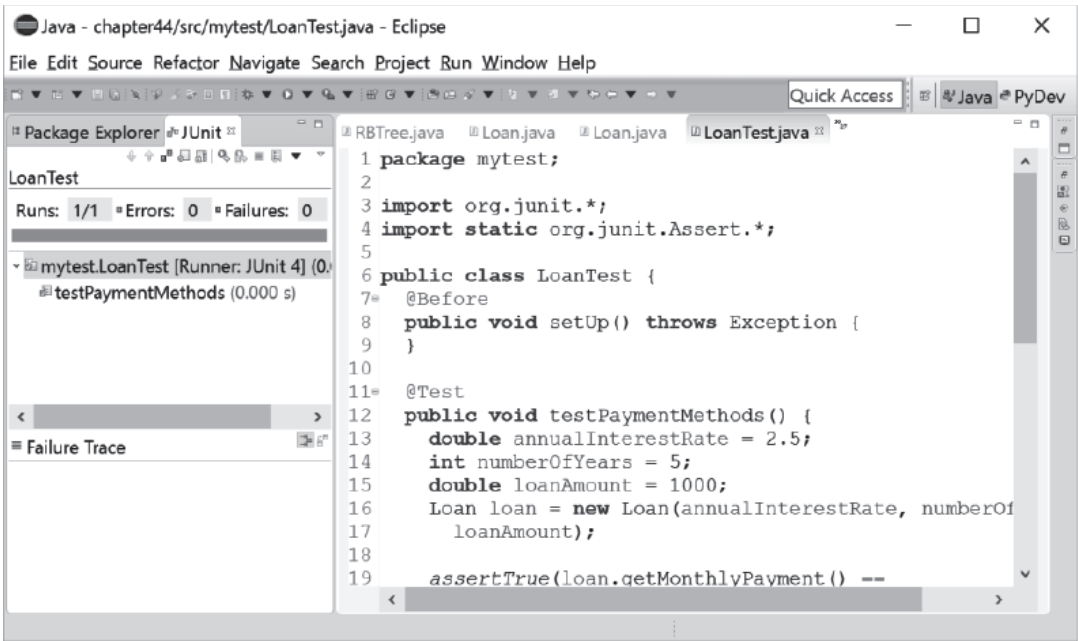 Java - chapter44/src/mytest/LoanTest.java - Eclipse
File Edit Source Refactor Navigate Search Project Run Window Help
Quick Access Java PyDev
Package Explorer JUnit
LoanTest
Runs: 1/1 Errors: 0 Failures: 0
mytest.LoanTest [Runner: JUnit 4] (0.
testPaymentMethods (0.000 s)
Failure Trace
RBTree.java Loan.java Loan.java LoanTest.java
1 package mytest;
2
3 import org.junit.*;
4 import static org.junit.Assert.*;
5
6 public class LoanTest {
7 @Before
8 public void setUp() throws Exception {
9 }
10
11 @Test
12 public void testPaymentMethods() {
13 double annualInterestRate = 2.5;
14 int numberOfYears = 5;
15 double loanAmount = 1000;
16 Loan loan = new Loan(annualInterestRate, numberOf
17 loanAmount);
18
19 assertTrue(loan.getMonthlyPayment() ==